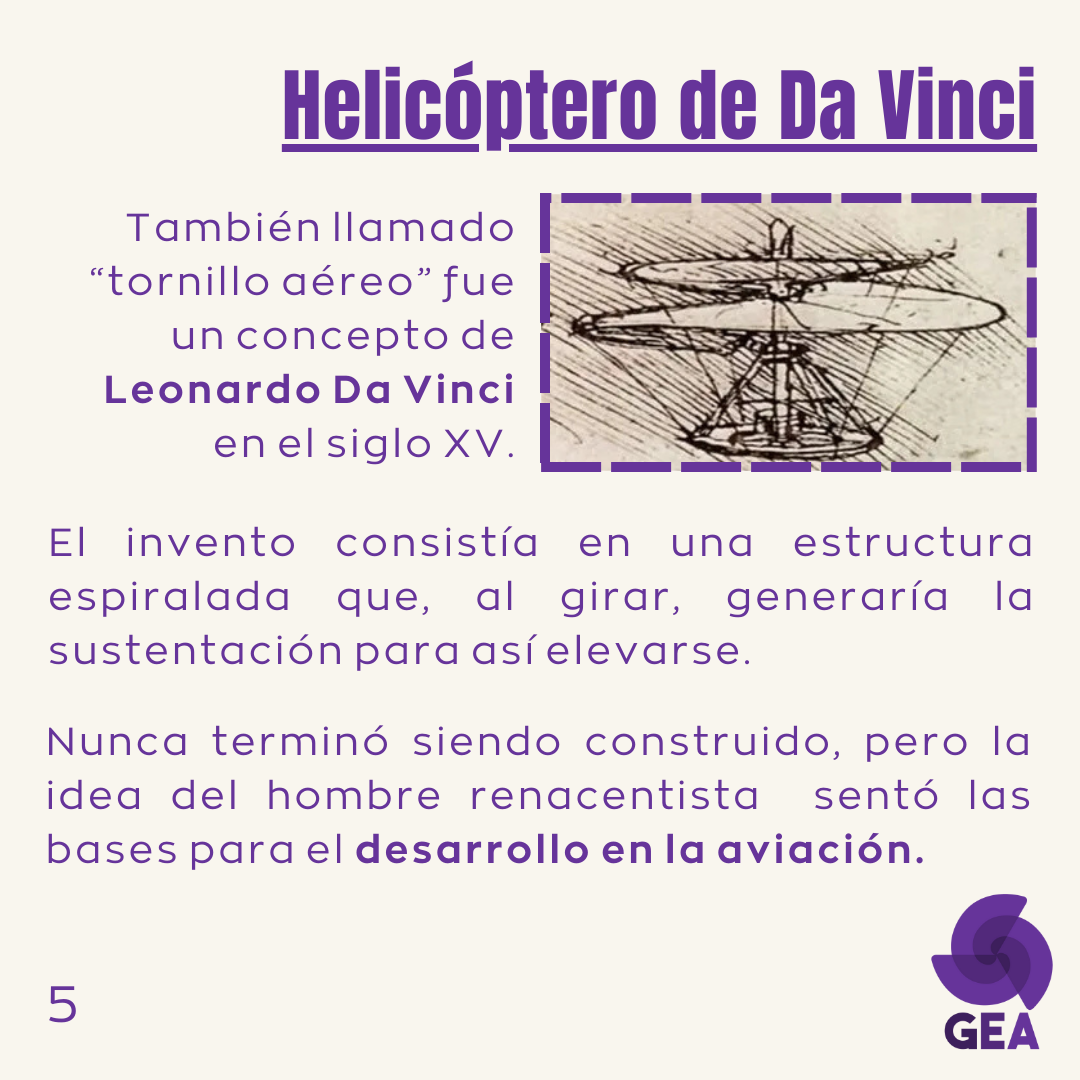 Helicóptero de Da Vinci
También llamado
“tornillo aéreo” fue
un concepto de
Leonardo Da Vinci
en el siglo XV.
El invento consistía en una estructura
espiralada que, al girar, generaría la
sustentación para así elevarse.
Nunca terminó siendo construido, pero la
idea del hombre renacentista sentó las
bases para el desarrollo en la aviación.
5
GEA